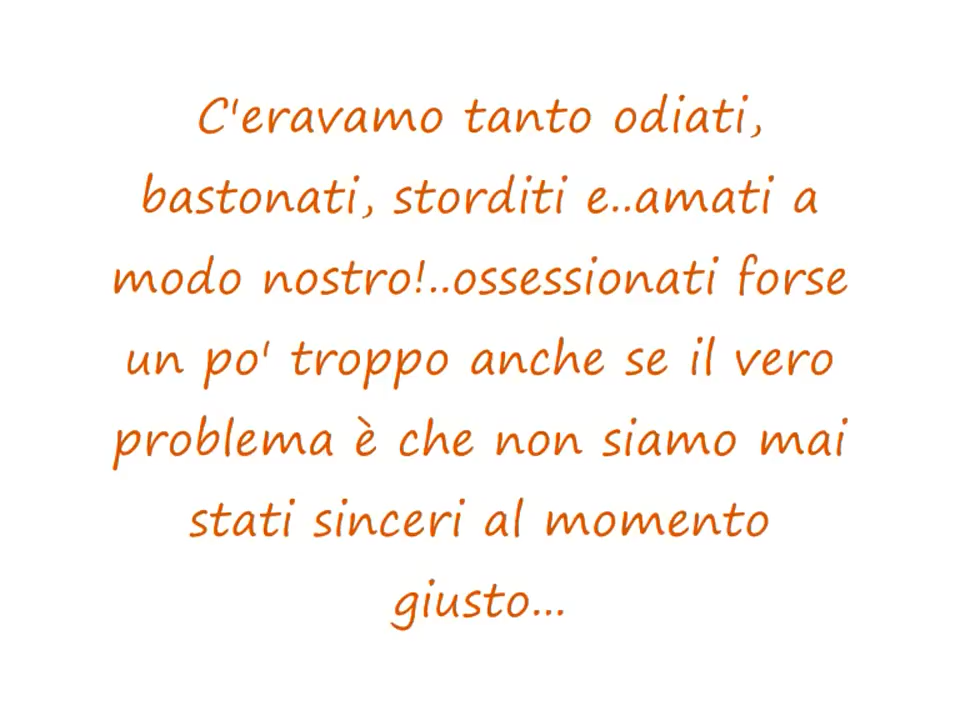 C'eravamo tanto odiati,
bastonati, storditi e..amati a
modo nostro!..ossessionati forse
un po' troppo anche se il vero
problema è che non siamo mai
stati sinceri al momento
giusto...